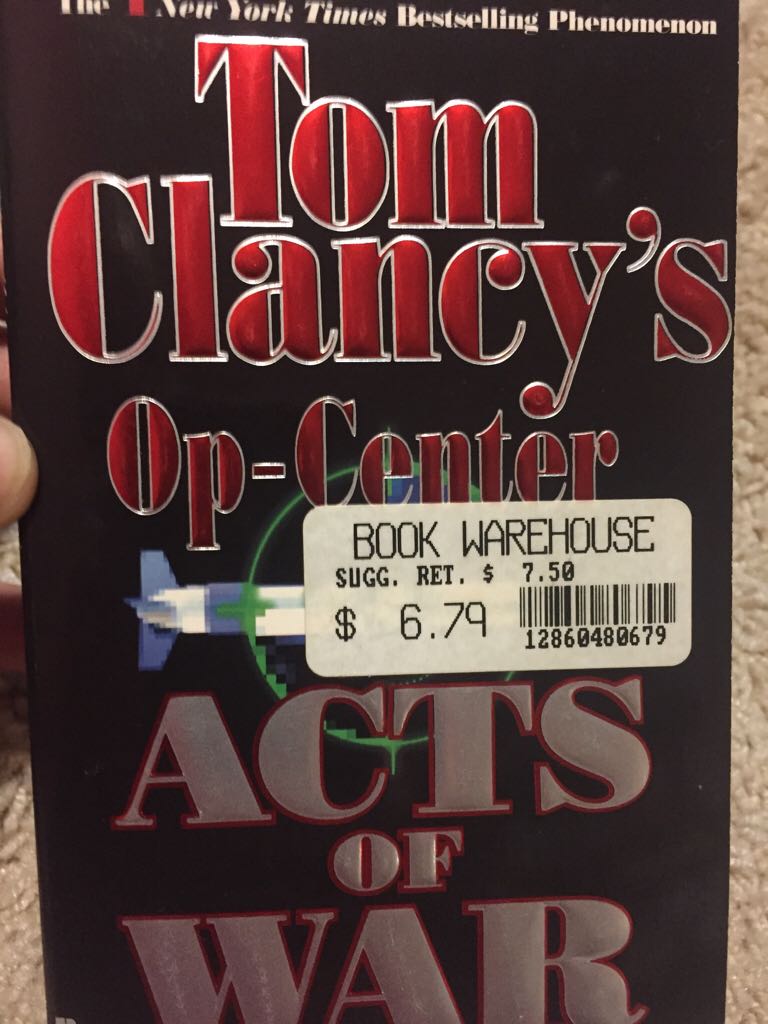 The #1 New York Times Bestselling Phenomenon
Tom
Clancy's
Op-Center
BOOK WAREHOUSE
SUGG. RET. $ 7.50
$ 6.79
12860480679
ACTS
OF
WAR